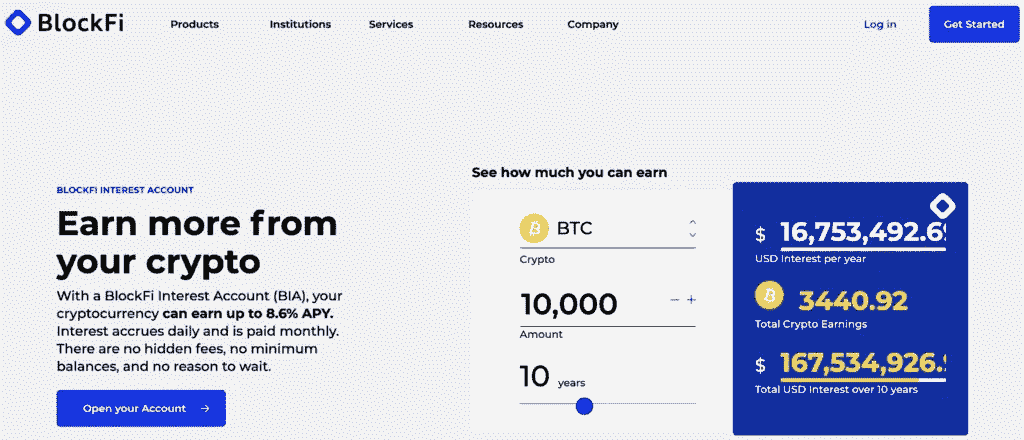 BlockFi
Products Institutions Services Resources Company Log in Get Started
BLOCKFI INTEREST ACCOUNT
Earn more from
your crypto
With a BlockFi Interest Account (BIA), your
cryptocurrency can earn up to 8.6% APY.
Interest accrues daily and is paid monthly.
There are no hidden fees, no minimum
balances, and no reason to wait.
Open your Account →
See how much you can earn
BTC
Crypto
10,000 − +
Amount
10 years
$ 16,753,492.6
USD Interest per year
3440.92
Total Crypto Earnings
$ 167,534,926.
Total USD Interest over 10 years